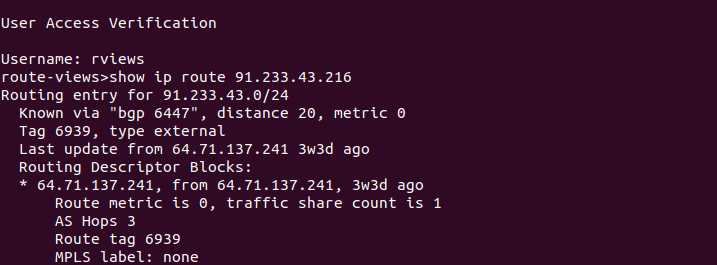 User Access Verification
Username: rviews
route-views>show ip route 91.233.43.216
Routing entry for 91.233.43.0/24
  Known via "bgp 6447", distance 20, metric 0
  Tag 6939, type external
  Last update from 64.71.137.241 3w3d ago
  Routing Descriptor Blocks:
  * 64.71.137.241, from 64.71.137.241, 3w3d ago
      Route metric is 0, traffic share count is 1
      AS Hops 3
      Route tag 6939
      MPLS label: none